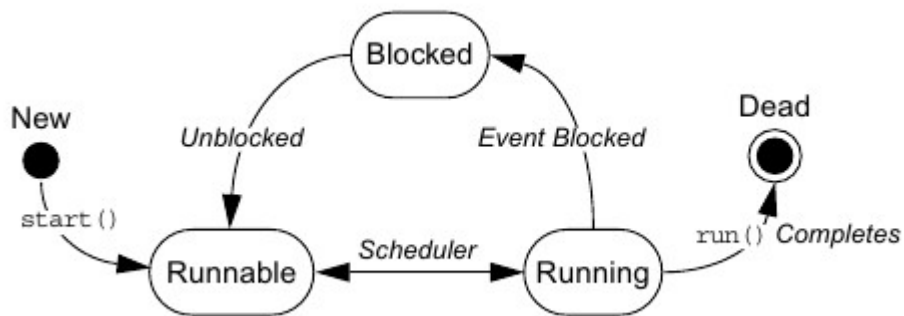 Blocked
New
Dead
Unblocked
Event Blocked
start()
Scheduler
run() Completes
Runnable
Running